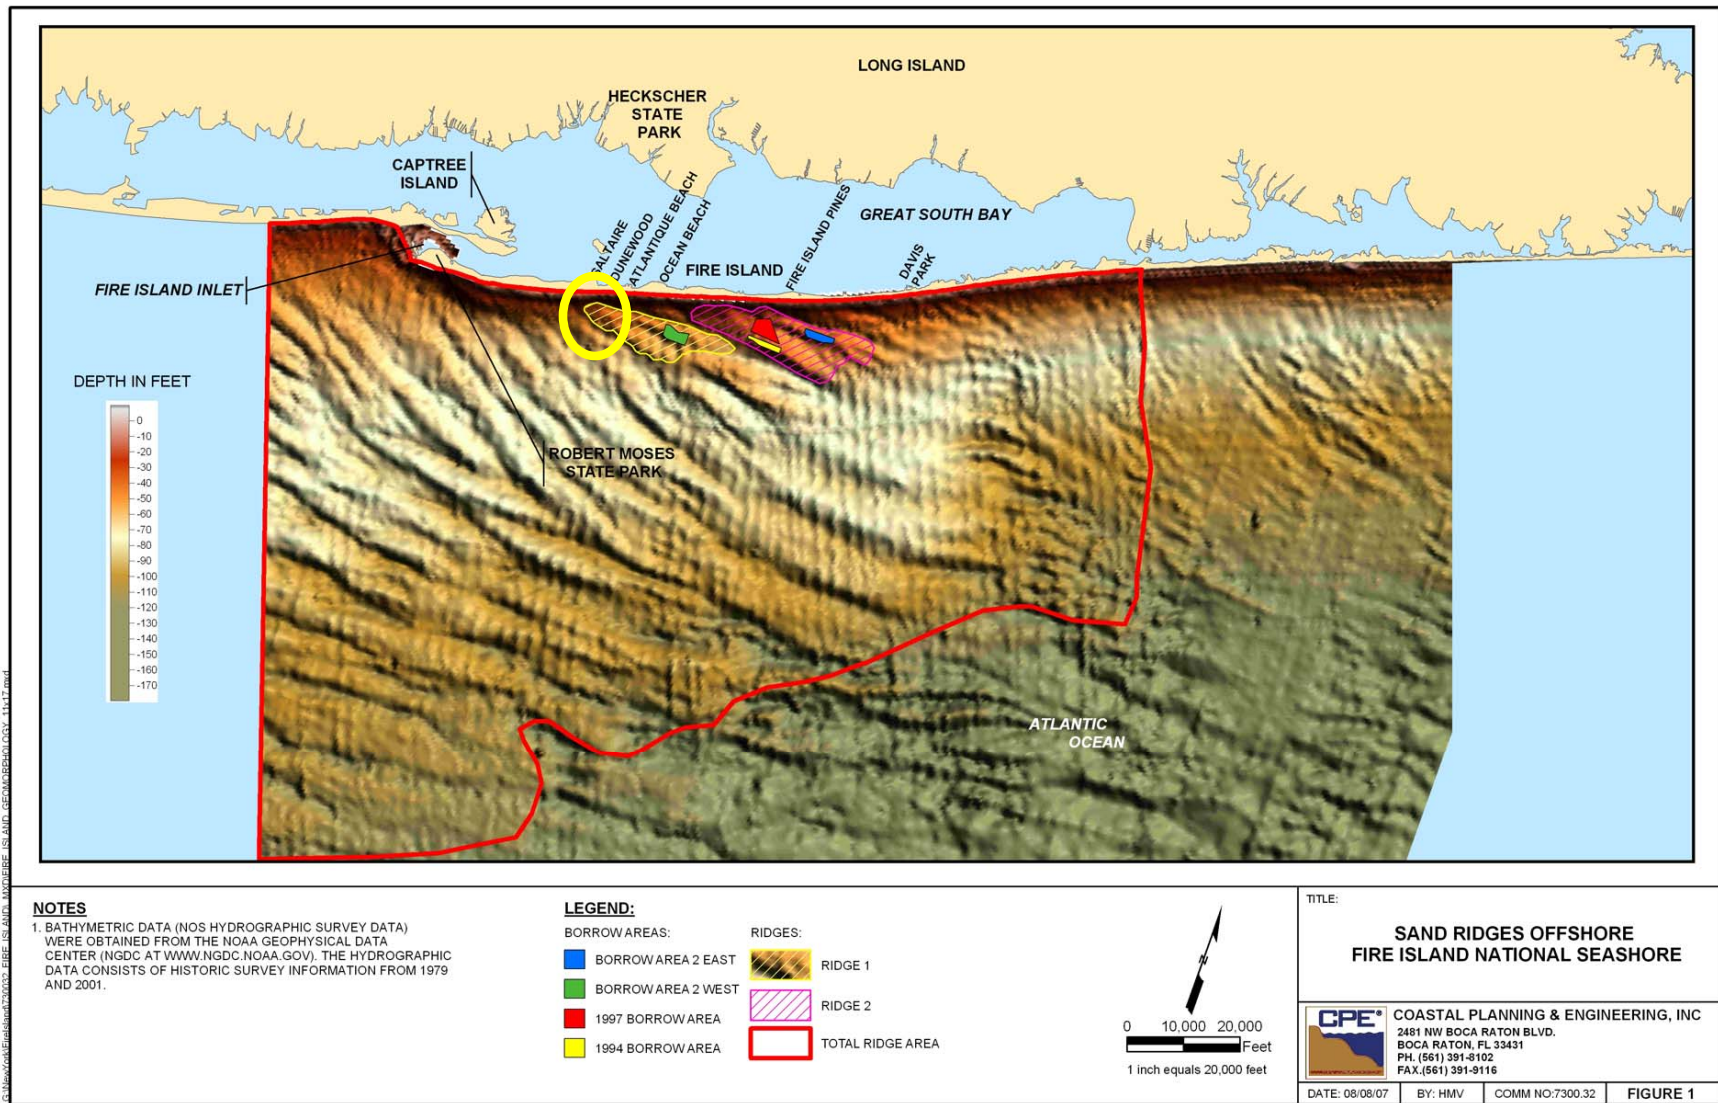 LONG ISLAND
HECKSCHER
STATE
PARK
CAPTREE
ISLAND
SALTAIRE
DUNEWOOD
ATLANTIQUE BEACH
OCEAN BEACH
FIRE ISLAND PINES
GREAT SOUTH BAY
DAVIS
PARK
FIRE ISLAND
FIRE ISLAND INLET
DEPTH IN FEET
0
-10
-20
-30
-40
-50
-60
-70
-80
-90
-100
-110
-120
-130
-140
-150
-160
-170
ROBERT MOSES
STATE PARK
ATLANTIC
OCEAN
NOTES
1. BATHYMETRIC DATA (NOS HYDROGRAPHIC SURVEY DATA)
WERE OBTAINED FROM THE NOAA GEOPHYSICAL DATA
CENTER (NGDC AT WWW.NGDC.NOAA.GOV). THE HYDROGRAPHIC
DATA CONSISTS OF HISTORIC SURVEY INFORMATION FROM 1979
AND 2001.
LEGEND:
BORROW AREAS:
BORROW AREA 2 EAST
BORROW AREA 2 WEST
1997 BORROW AREA
1994 BORROW AREA
RIDGES:
RIDGE 1
RIDGE 2
TOTAL RIDGE AREA
N
0 10,000 20,000
Feet
1 inch equals 20,000 feet
TITLE:
SAND RIDGES OFFSHORE
FIRE ISLAND NATIONAL SEASHORE
CPE
COASTAL PLANNING & ENGINEERING, INC
2481 NW BOCA RATON BLVD.
BOCA RATON, FL 33431
PH. (561) 391-8102
FAX.(561) 391-9116
DATE: 08/08/07 BY: HMV COMM NO:7300.32 FIGURE 1